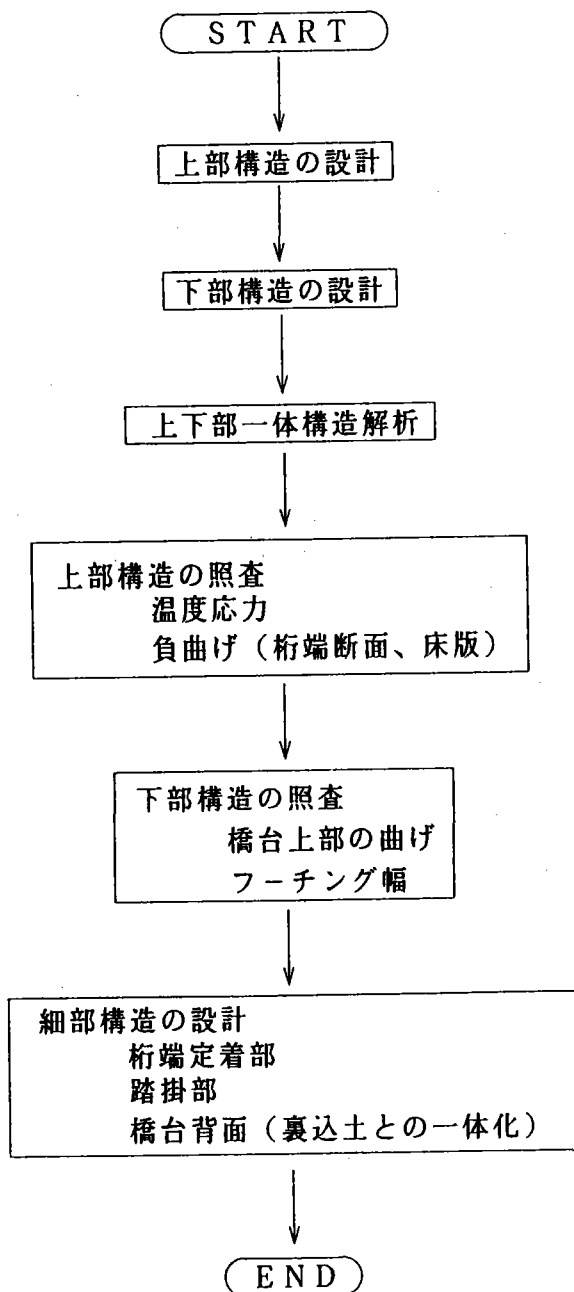 START
上部構造の設計
下部構造の設計
上下部一体構造解析
上部構造の照査
温度応力
負曲げ（桁端断面、床版）
下部構造の照査
橋台上部の曲げ
フーチング幅
細部構造の設計
桁端定着部
踏掛部
橋台背面（裏込土との一体化）
END